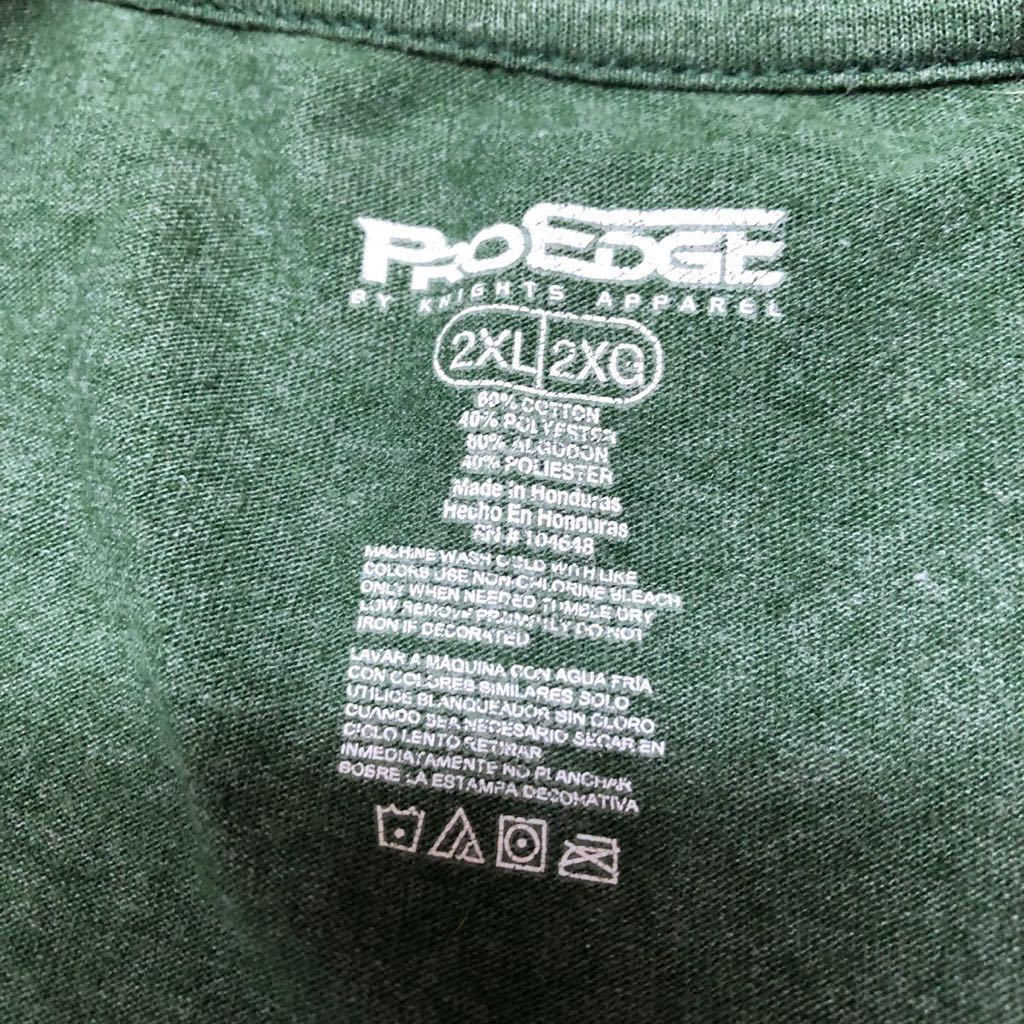 PROEDGE
BY KNIGHTS APPAREL
2XL 2XG
60% COTTON
40% POLYESTER
60% ALGODON
40% POLIESTER
Made in Honduras
Hecho En Honduras
RN # 104648
MACHINE WASH COLD WITH LIKE
COLORS USE NON-CHLORINE BLEACH
ONLY WHEN NEEDED TUMBLE DRY
LOW REMOVE PROMPTLY DO NOT
IRON IF DECORATED
LAVAR A MAQUINA CON AGUA FRIA
CON COLORES SIMILARES SOLO
UTILICE BLANQUEADOR SIN CLORO
CUANDO SEA NECESARIO SECAR EN
CICLO LENTO RETIRAR
INMEDIATAMENTE NO PLANCHAR
SOBRE LA ESTAMPA DECORATIVA